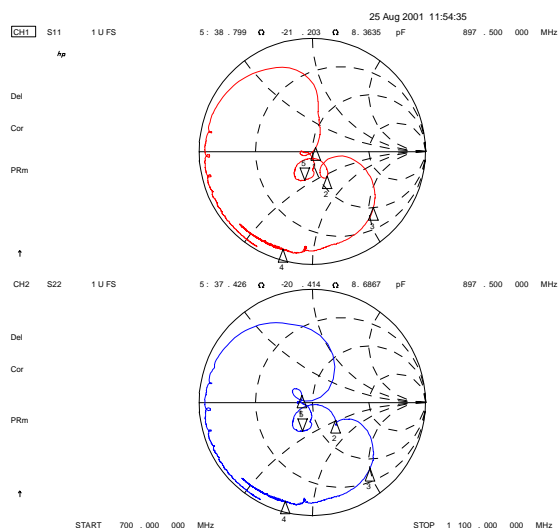 25 Aug 2001 11:54:35
CH1 S11 1 U FS 5: 38 . 799 Ω -21 . 203 Ω 8 . 3635 pF 897 . 500 000 MHz
hp
Del
Cor
PRm
↑
5
2
3
4
CH2 S22 1 U FS 5: 37 . 426 Ω -20 . 414 Ω 8 . 6867 pF 897 . 500 000 MHz
Del
Cor
PRm
↑
5
2
3
4
START 700 . 000 000 MHz STOP 1 100 . 000 000 MHz